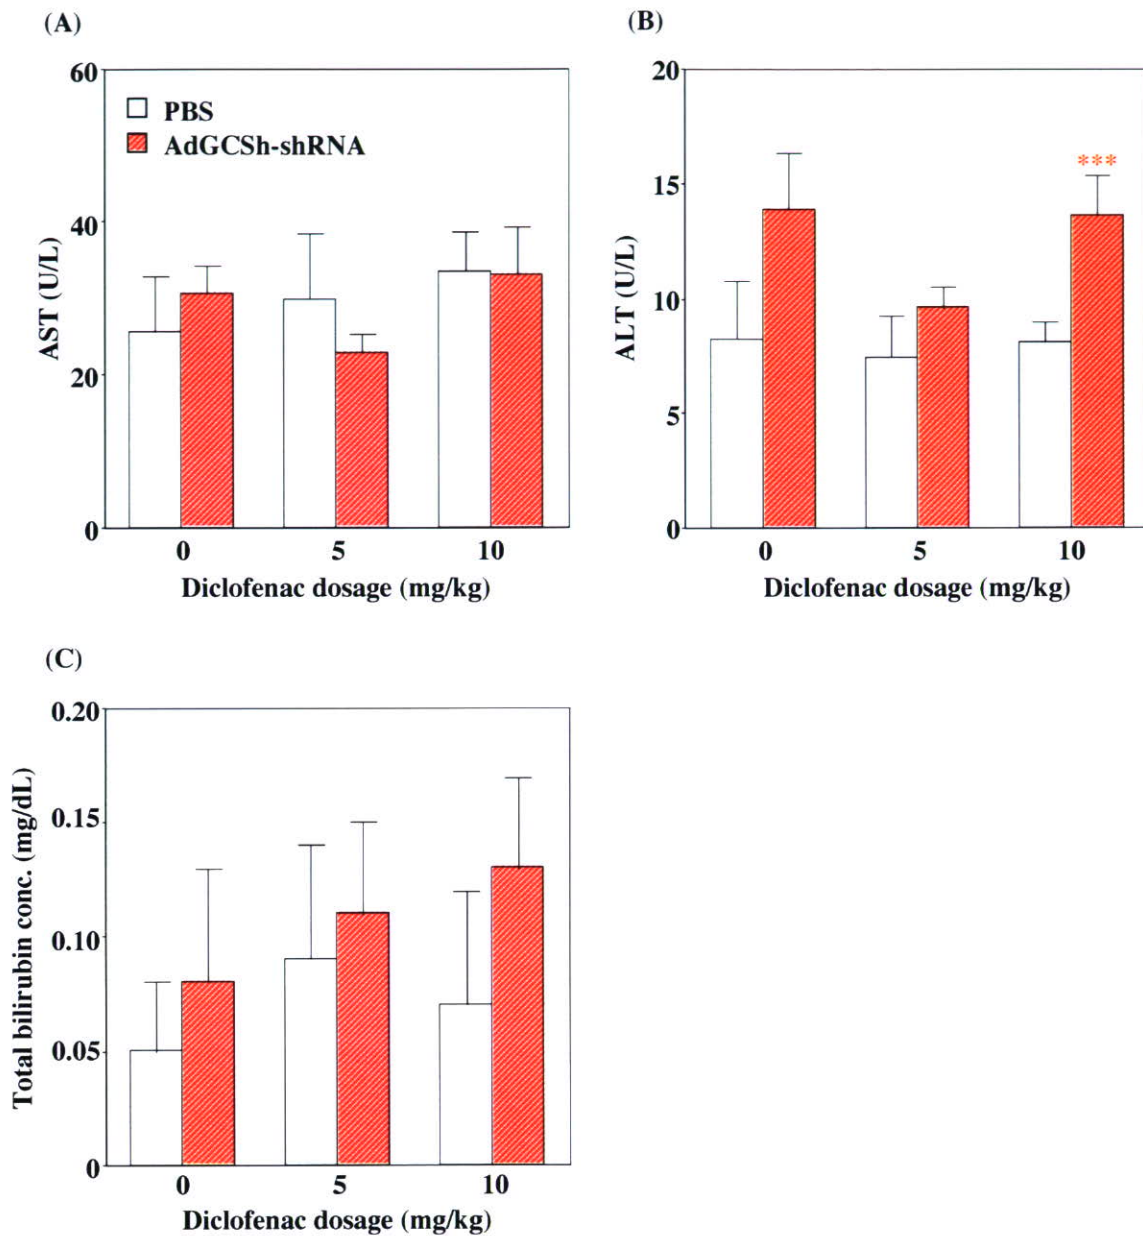 (A)
60
40
20
0
AST (U/L)
PBS
AdGCSh-shRNA
0 5 10
Diclofenac dosage (mg/kg)
(B)
20
15
10
5
0
ALT (U/L)
***
0 5 10
Diclofenac dosage (mg/kg)
(C)
0.20
0.15
0.10
0.05
0
Total bilirubin conc. (mg/dL)
0 5 10
Diclofenac dosage (mg/kg)